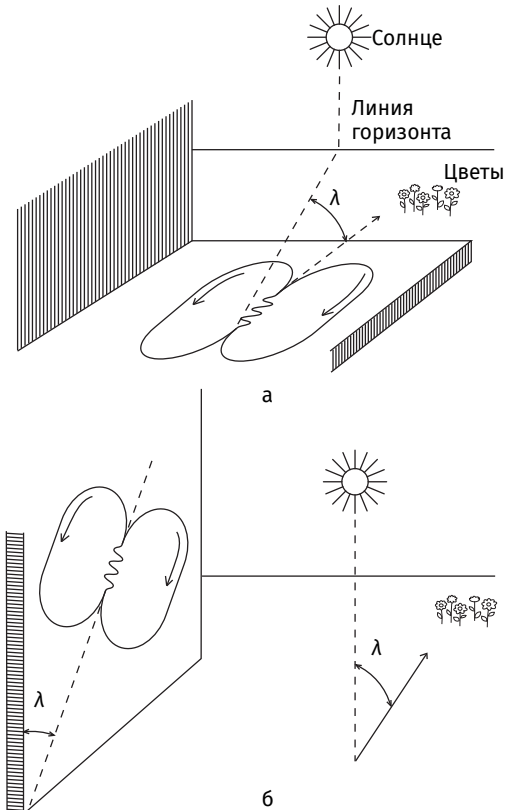 Солнце
Линия
горизонта
Цветы
λ
а
λ
λ
б